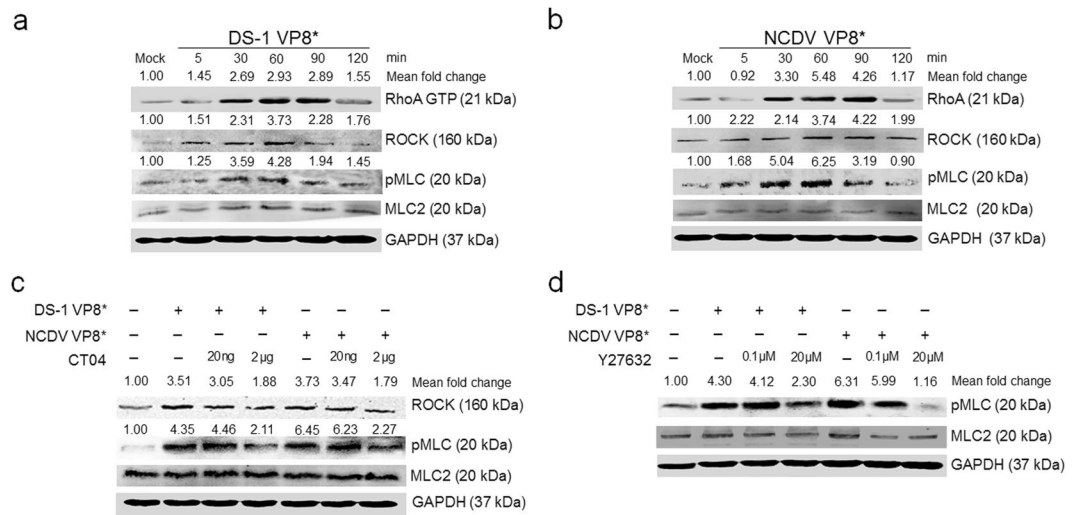 a
DS-1 VP8*
Mock 5 30 60 90 120 min
1.00 1.45 2.69 2.93 2.89 1.55 Mean fold change
RhoA GTP (21 kDa)
1.00 1.51 2.31 3.73 2.28 1.76
ROCK (160 kDa)
1.00 1.25 3.59 4.28 1.94 1.45
pMLC (20 kDa)
MLC2 (20 kDa)
GAPDH (37 kDa)
b
NCDV VP8*
Mock 5 30 60 90 120 min
1.00 0.92 3.30 5.48 4.26 1.17 Mean fold change
RhoA (21 kDa)
1.00 2.22 2.14 3.74 4.22 1.99
ROCK (160 kDa)
1.00 1.68 5.04 6.25 3.19 0.90
pMLC (20 kDa)
MLC2 (20 kDa)
GAPDH (37 kDa)
c
DS-1 VP8* – + + + – – –
NCDV VP8* – – – – + + +
CT04 – – 20ng 2µg – 20ng 2µg
1.00 3.51 3.05 1.88 3.73 3.47 1.79 Mean fold change
ROCK (160 kDa)
1.00 4.35 4.46 2.11 6.45 6.23 2.27
pMLC (20 kDa)
MLC2 (20 kDa)
GAPDH (37 kDa)
d
DS-1 VP8* – + + + – – –
NCDV VP8* – – – – + + +
Y27632 – – 0.1µM 20µM – 0.1µM 20µM
1.00 4.30 4.12 2.30 6.31 5.99 1.16 Mean fold change
pMLC (20 kDa)
MLC2 (20 kDa)
GAPDH (37 kDa)